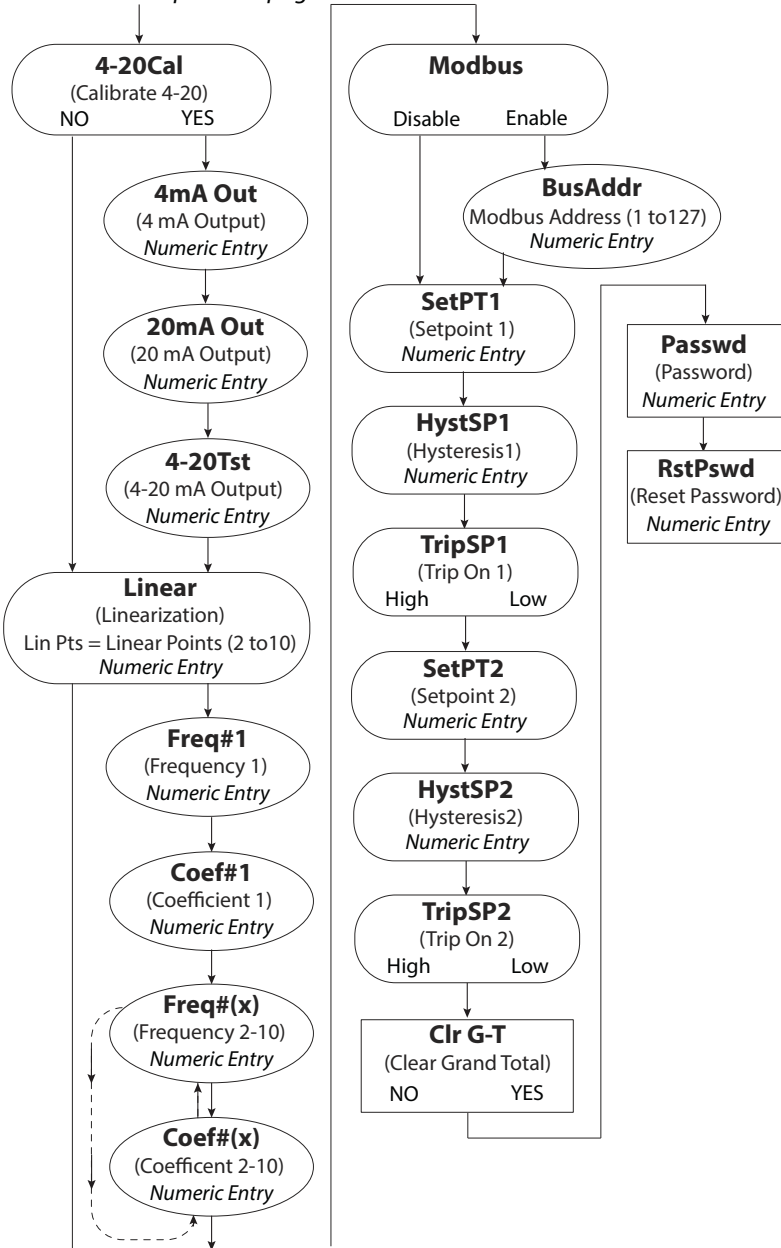 4-20Cal
(Calibrate 4-20)
NO YES
4mA Out
(4 mA Output)
Numeric Entry
20mA Out
(20 mA Output)
Numeric Entry
4-20Tst
(4-20 mA Output)
Numeric Entry
Linear
(Linearization)
Lin Pts = Linear Points (2 to10)
Numeric Entry
Freq#1
(Frequency 1)
Numeric Entry
Coef#1
(Coefficient 1)
Numeric Entry
Freq#(x)
(Frequency 2-10)
Numeric Entry
Coef#(x)
(Coefficent 2-10)
Numeric Entry
Modbus
Disable Enable
BusAddr
Modbus Address (1 to127)
Numeric Entry
SetPT1
(Setpoint 1)
Numeric Entry
HystSP1
(Hysteresis1)
Numeric Entry
TripSP1
(Trip On 1)
High Low
SetPT2
(Setpoint 2)
Numeric Entry
HystSP2
(Hysteresis2)
Numeric Entry
TripSP2
(Trip On 2)
High Low
Clr G-T
(Clear Grand Total)
NO YES
Passwd
(Password)
Numeric Entry
RstPswd
(Reset Password)
Numeric Entry